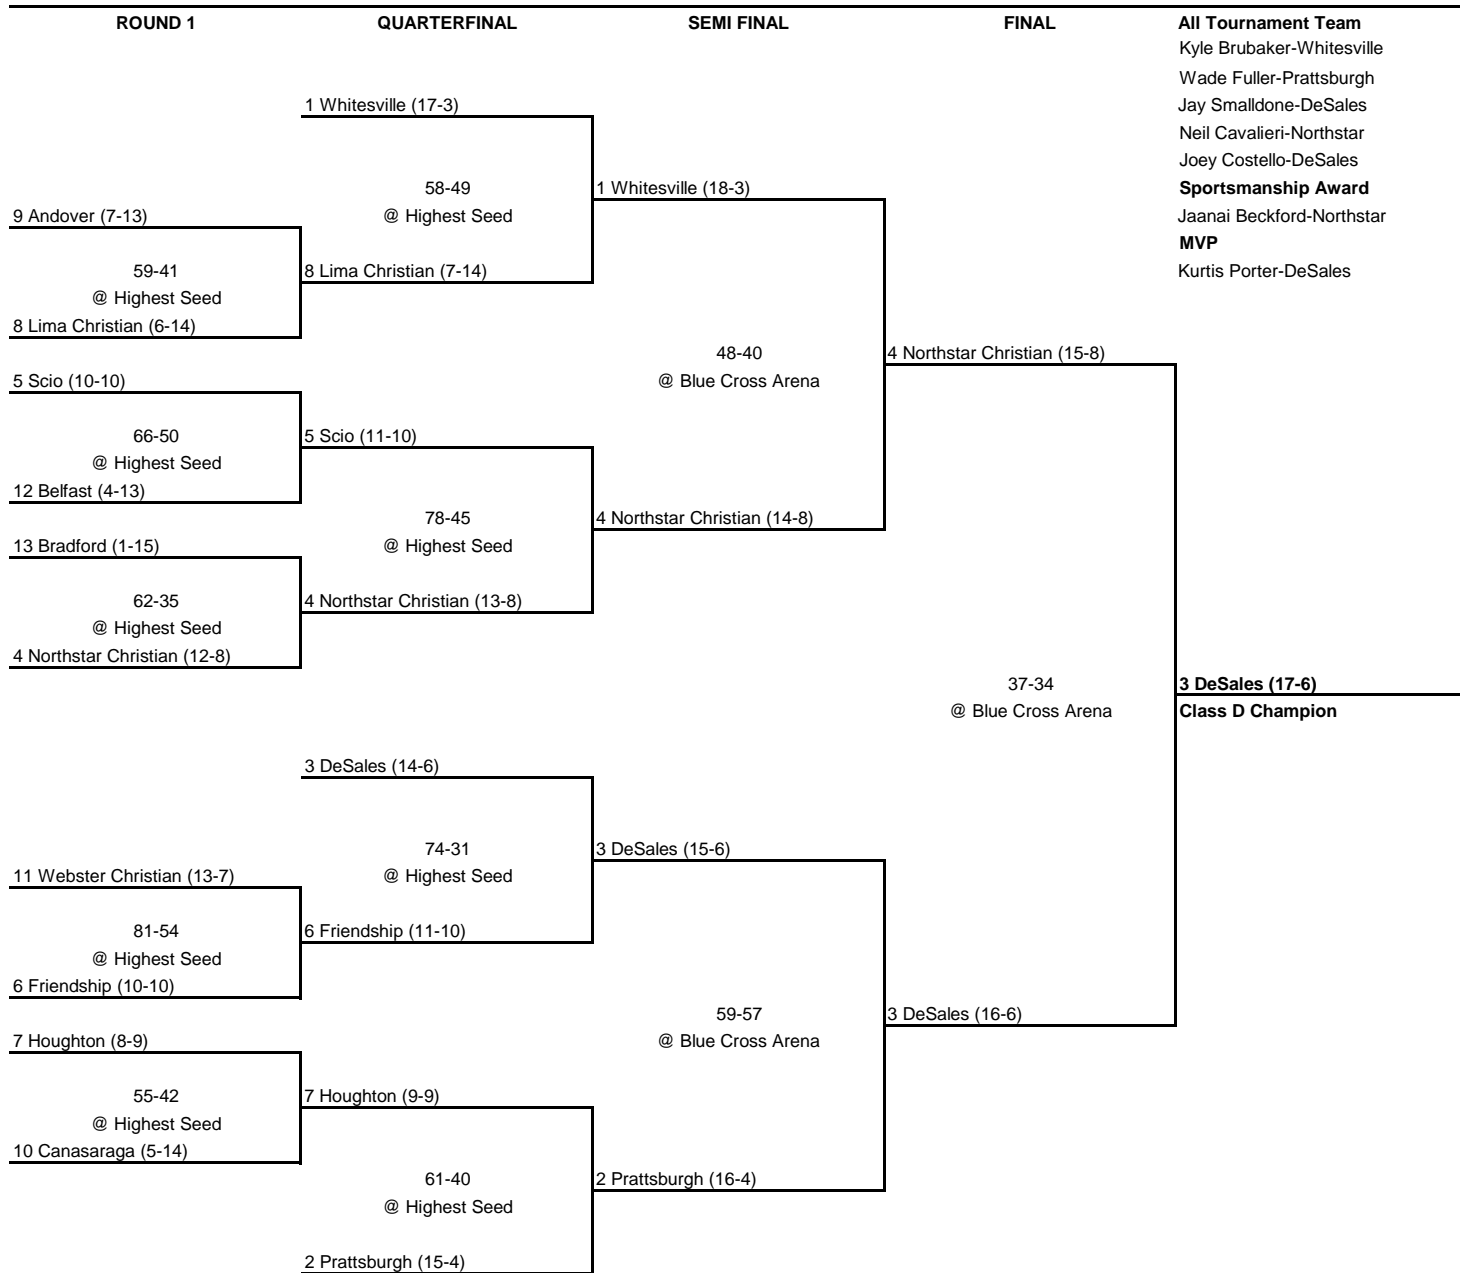 ROUND 1 QUARTERFINAL SEMI FINAL FINAL All Tournament Team
Kyle Brubaker-Whitesville
Wade Fuller-Prattsburgh
1 Whitesville (17-3) Jay Smalldone-DeSales
Neil Cavalieri-Northstar
Joey Costello-DeSales
58-49 1 Whitesville (18-3) Sportsmanship Award
9 Andover (7-13) @ Highest Seed Jaanai Beckford-Northstar
MVP
59-41 8 Lima Christian (7-14) Kurtis Porter-DeSales
@ Highest Seed
8 Lima Christian (6-14)
48-40 4 Northstar Christian (15-8)
5 Scio (10-10) @ Blue Cross Arena
66-50 5 Scio (11-10)
@ Highest Seed
12 Belfast (4-13)
78-45 4 Northstar Christian (14-8)
13 Bradford (1-15) @ Highest Seed
62-35 4 Northstar Christian (13-8)
@ Highest Seed
4 Northstar Christian (12-8)
37-34 3 DeSales (17-6)
@ Blue Cross Arena Class D Champion
3 DeSales (14-6)
74-31 3 DeSales (15-6)
11 Webster Christian (13-7) @ Highest Seed
81-54 6 Friendship (11-10)
@ Highest Seed
6 Friendship (10-10)
59-57 3 DeSales (16-6)
7 Houghton (8-9) @ Blue Cross Arena
55-42 7 Houghton (9-9)
@ Highest Seed
10 Canasaraga (5-14)
61-40 2 Prattsburgh (16-4)
@ Highest Seed
2 Prattsburgh (15-4)